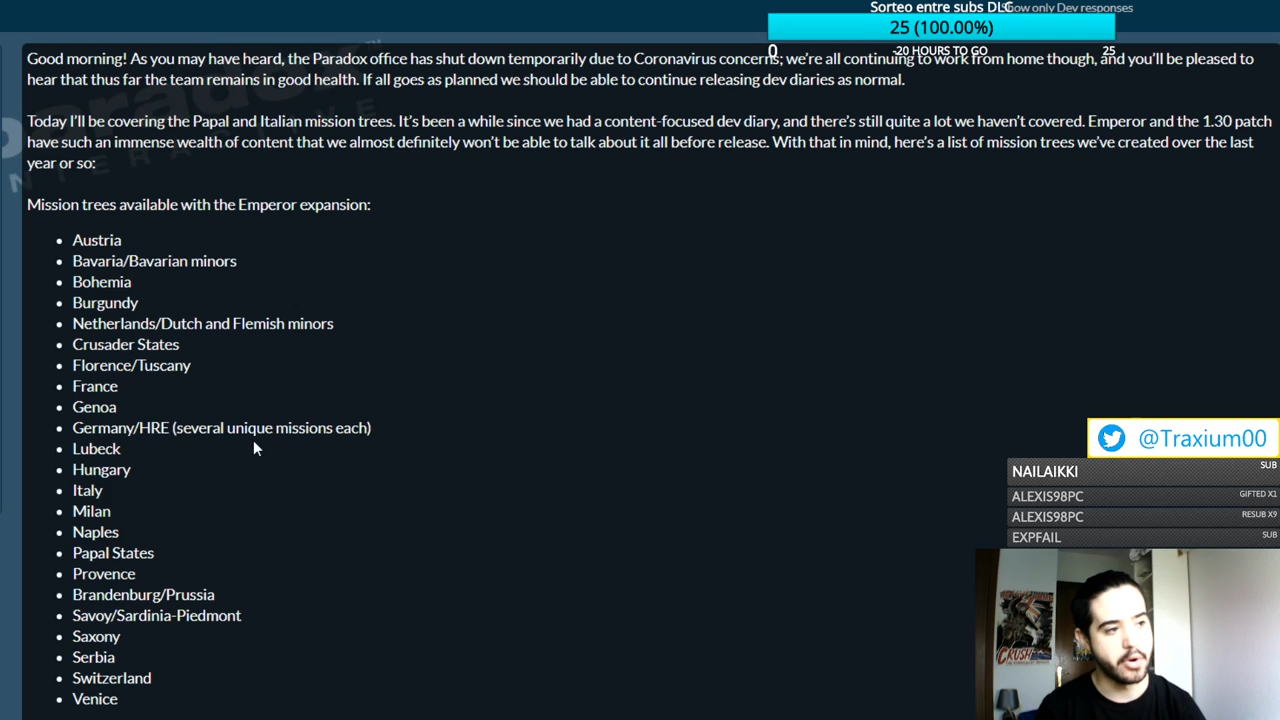 Sorteo entre subs DLC
how only Dev responses
25 (100.00%)
0
-20 HOURS TO GO
25
Good morning! As you may have heard, the Paradox office has shut down temporarily due to Coronavirus concerns; we're all continuing to work from home though, and you'll be pleased to
hear that thus far the team remains in good health. If all goes as planned we should be able to continue releasing dev diaries as normal.
Today I'll be covering the Papal and Italian mission trees. It's been a while since we had a content-focused dev diary, and there's still quite a lot we haven't covered. Emperor and the 1.30 patch
have such an immense wealth of content that we almost definitely won't be able to talk about it all before release. With that in mind, here's a list of mission trees we've created over the last
year or so:
Mission trees available with the Emperor expansion:
• Austria
• Bavaria/Bavarian minors
• Bohemia
• Burgundy
• Netherlands/Dutch and Flemish minors
• Crusader States
• Florence/Tuscany
• France
• Genoa
• Germany/HRE (several unique missions each)
• Lubeck
• Hungary
• Italy
• Milan
• Naples
• Papal States
• Provence
• Brandenburg/Prussia
• Savoy/Sardinia-Piedmont
• Saxony
• Serbia
• Switzerland
• Venice
@Traxium00
NAILAIKKI SUB
ALEXIS98PC GIFTED X1
ALEXIS98PC RESUB X9
EXPFAIL SUB